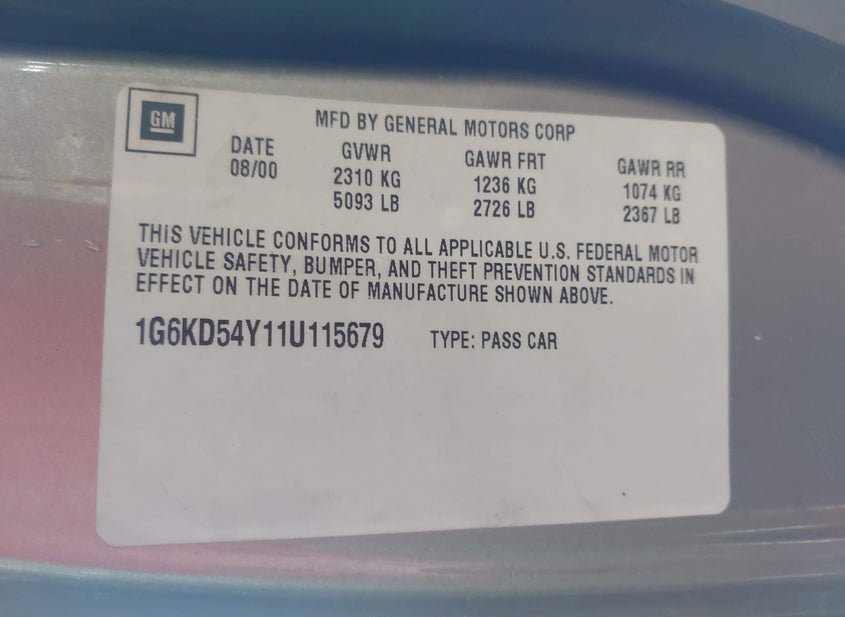 GM
MFD BY GENERAL MOTORS CORP
DATE GVWR GAWR FRT GAWR RR
08/00 2310 KG 1236 KG 1074 KG
5093 LB 2726 LB 2367 LB
THIS VEHICLE CONFORMS TO ALL APPLICABLE U.S. FEDERAL MOTOR
VEHICLE SAFETY, BUMPER, AND THEFT PREVENTION STANDARDS IN
EFFECT ON THE DATE OF MANUFACTURE SHOWN ABOVE.
1G6KD54Y11U115679 TYPE: PASS CAR